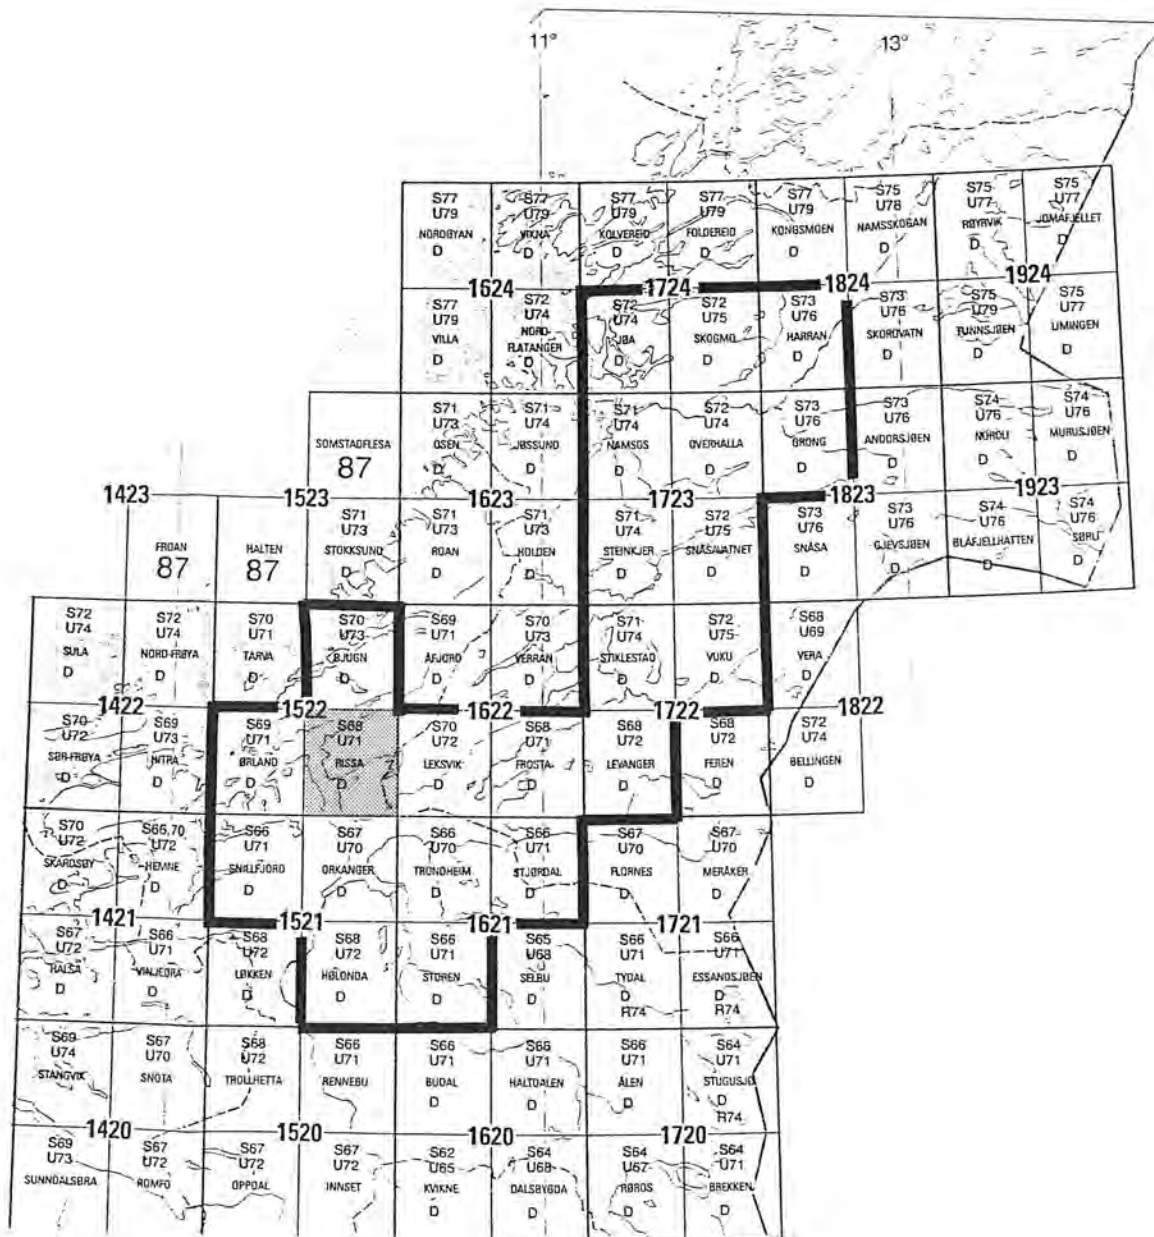 11°
13°
S77
U79
NORDØYAN
D
S77
U79
VIKNA
D
S77
U79
KOLVEREID
D
S77
U79
FOLDEREID
D
S77
U79
KONGSMOEN
D
S75
U78
NAMSSKOGAN
D
S75
U77
RØYRVIK
D
S75
U77
JOMAFJELLET
D
1624
1724
1824
1924
S77
U79
VILLA
D
S72
U74
NORD-
FLATANGER
D
S72
U74
JØA
D
S72
U75
SKOGMO
D
S73
U76
HARRAN
D
S73
U76
SKOROVATN
D
S75
U79
TUNNSJØEN
D
S75
U77
LIMINGEN
D
SOMSTADFLESA
87
S71
U73
OSEN
D
S71
U74
JØSSUND
D
S71
U74
NAMSOS
D
S72
U74
OVERHALLA
D
S73
U76
GRONG
D
S73
U76
ANDORSJØEN
D
S74
U76
NORDLI
D
S74
U76
MURUSJØEN
D
1423
1523
1623
1723
1823
1923
FROAN
87
HALTEN
87
S71
U73
STOKKSUND
D
S71
U73
ROAN
D
S71
U73
HOLDEN
D
S71
U74
STEINKJER
D
S72
U75
SNÅSAVATNET
D
S73
U76
SNÅSA
D
S73
U76
GJEVSJØEN
D
S74
U76
BLÅFJELLHATTEN
D
S74
U76
SØRLI
D
S72
U74
SULA
D
S72
U74
NORD-FRØYA
D
S70
U71
TARVA
D
S70
U73
BJUGN
D
S69
U71
ÅFJORD
D
S70
U73
VERRAN
D
S71
U74
STIKLESTAD
D
S72
U75
VUKU
D
S68
U69
VERA
D
1422
1522
1622
1722
1822
S70
U72
SØR-FRØYA
D
S69
U73
HITRA
D
S69
U71
ØRLAND
D
S68
U71
RISSA
D
S70
U72
LEKSVIK
D
S68
U71
FROSTA
D
S68
U72
LEVANGER
D
S68
U72
FEREN
D
S72
U74
BELLINGEN
D
S70
U72
SKARDSØY
D
S66,70
U72
HEMNE
D
S66
U71
SNILLFJORD
D
S67
U70
ORKANGER
D
S66
U70
TRONDHEIM
D
S66
U71
STJØRDAL
D
S67
U70
FLORNES
D
S67
U70
MERÅKER
D
1421
1521
1621
1721
S67
U72
HALSA
D
S66
U71
VINJEØRA
D
S68
U72
LØKKEN
D
S68
U72
HØLONDA
D
S66
U71
STØREN
D
S65
U68
SELBU
D
S66
U71
TYDAL
D
R74
S66
U71
ESSANDSJØEN
D
R74
S69
U74
STANGVIK
S67
U70
SNOTA
S68
U72
TROLLHETTA
S66
U71
RENNEBU
S66
U71
BUDAL
D
S66
U71
HALTDALEN
D
S66
U71
ÅLEN
D
S64
U71
STUGUSJØ
D
R74
1420
1520
1620
1720
S69
U73
SUNNDALSØRA
S67
U72
ROMFO
S67
U72
OPPDAL
S67
U72
INNSET
S62
U65
KVIKNE
D
S64
U68
DALSBYGDA
D
S64
U67
RØROS
D
S64
U71
BREKKEN
D